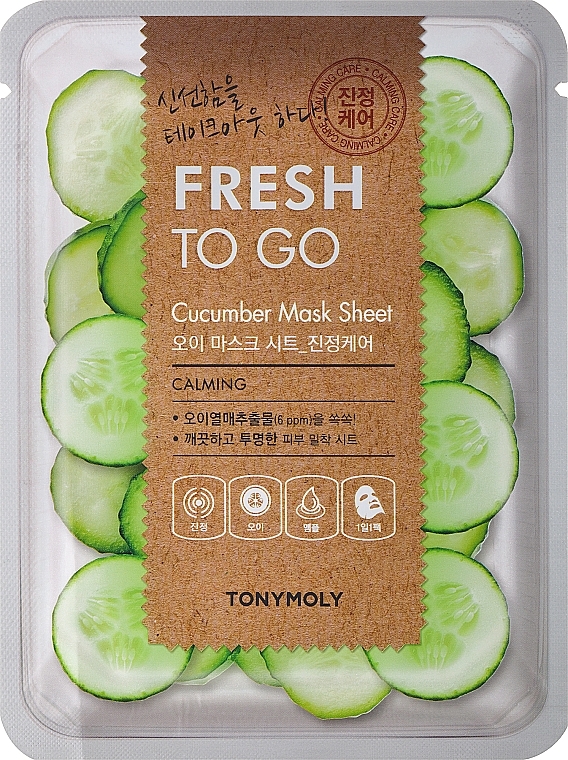 신선함을
테이크아웃 하다!
CALMING CARE • CALMING CARE •
진정
케어
FRESH
TO GO
Cucumber Mask Sheet
오이 마스크 시트_진정케어
CALMING
• 오이열매추출물(6 ppm)을 쏙쏙!
• 깨끗하고 투명한 피부 밀착 시트
진정 오이 앰플 1일1팩
TONYMOLY